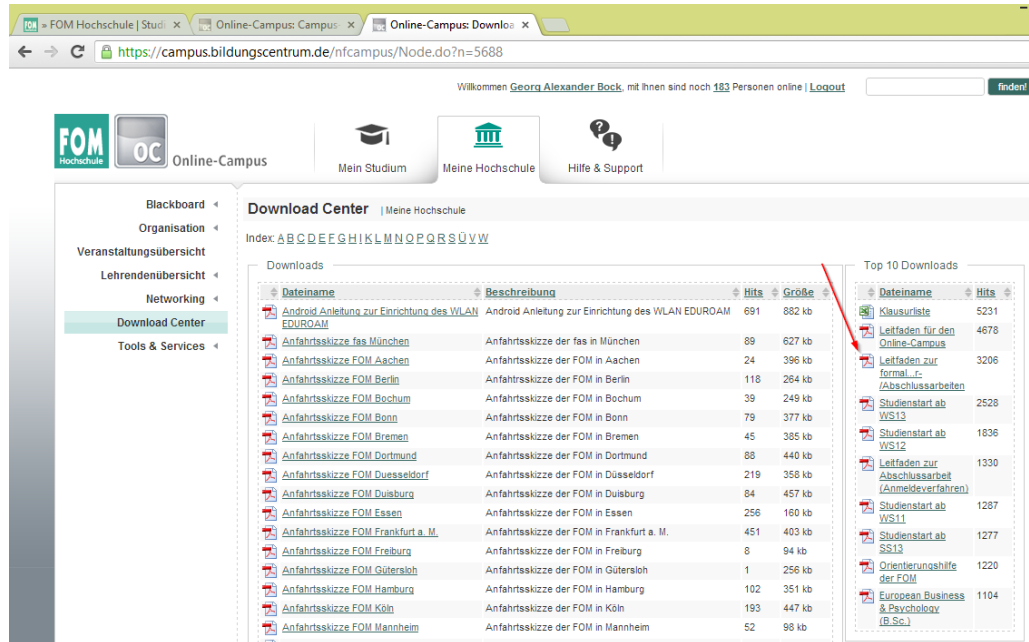 » FOM Hochschule | Studi
Online-Campus: Campus-
Online-Campus: Downloa
https://campus.bildungscentrum.de/nfcampus/Node.do?n=5688
Willkommen Georg Alexander Bock, mit Ihnen sind noch 183 Personen online | Logout
finden!
FOM
Hochschule
OC
Online-Campus
Mein Studium
Meine Hochschule
Hilfe & Support
Blackboard
Organisation
Veranstaltungsübersicht
Lehrendenübersicht
Networking
Download Center
Tools & Services
Download Center | Meine Hochschule
Index: A B C D E F G H I K L M N O P Q R S Ü V W
Downloads
Dateiname Beschreibung Hits Größe
Android Anleitung zur Einrichtung des WLAN Android Anleitung zur Einrichtung des WLAN EDUROAM 691 882 kb
EDUROAM
Anfahrtsskizze fas München Anfahrtsskizze der fas in München 89 627 kb
Anfahrtsskizze FOM Aachen Anfahrtsskizze der FOM in Aachen 24 396 kb
Anfahrtsskizze FOM Berlin Anfahtrsskizze der FOM in Berlin 118 264 kb
Anfahrtsskizze FOM Bochum Anfahrtsskizze der FOM in Bochum 39 249 kb
Anfahrtsskizze FOM Bonn Anfahrtsskizze der FOM in Bonn 79 377 kb
Anfahrtsskizze FOM Bremen Anfahrtsskizze der FOM in Bremen 45 385 kb
Anfahrtsskizze FOM Dortmund Anfahrtsskizze der FOM in Dortmund 88 440 kb
Anfahrtsskizze FOM Duesseldorf Anfahrtsskizze der FOM in Düsseldorf 219 358 kb
Anfahrtsskizze FOM Duisburg Anfahrtsskizze der FOM in Duisburg 84 457 kb
Anfahrtsskizze FOM Essen Anfahrtsskizze der FOM in Essen 256 160 kb
Anfahrtsskizze FOM Frankfurt a. M. Anfahrtsskizze der FOM in Frankfurt a. M. 451 403 kb
Anfahrtsskizze FOM Freiburg Anfahrtsskizze der FOM in Freiburg 8 94 kb
Anfahrtsskizze FOM Gütersloh Anfahrtsskizze der FOM in Gütersloh 1 256 kb
Anfahrtsskizze FOM Hamburg Anfahrtsskizze der FOM in Hamburg 102 351 kb
Anfahrtsskizze FOM Köln Anfahrtsskizze der FOM in Köln 193 447 kb
Anfahrtsskizze FOM Mannheim Anfahrtsskizze der FOM in Mannheim 52 98 kb
Top 10 Downloads
Dateiname Hits
Klausurliste 5231
Leitfaden für den 4678
Online-Campus
Leitfaden zur 3206
formal...r-
/Abschlussarbeiten
Studienstart ab 2528
WS13
Studienstart ab 1836
WS12
Leitfaden zur 1330
Abschlussarbeit
(Anmeldeverfahren)
Studienstart ab 1287
WS11
Studienstart ab 1277
SS13
Orientierungshilfe 1220
der FOM
European Business 1104
& Psychology
(B.Sc.)